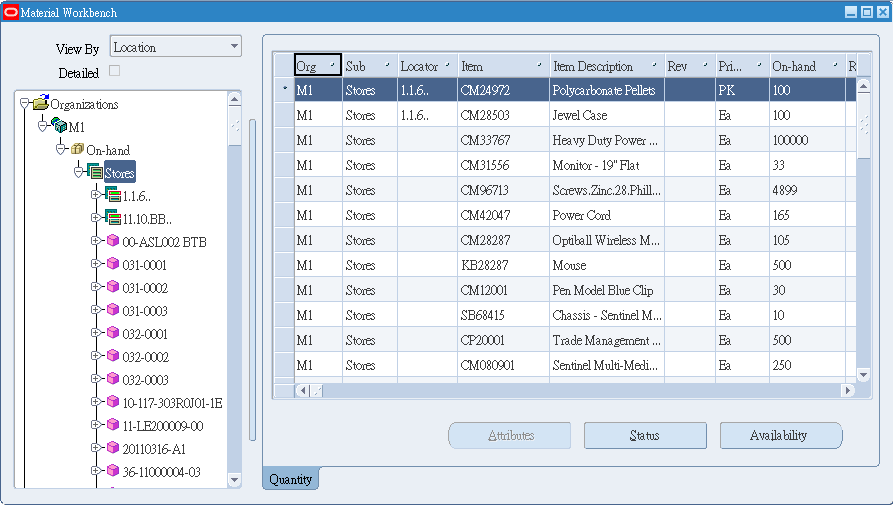 Material Workbench
View By Location
Detailed
Organizations
M1
On-hand
Stores
1.1.6..
11.10.BB..
00-ASL002 BTB
031-0001
031-0002
031-0003
032-0001
032-0002
032-0003
10-117-303R0J01-1E
11-LE200009-00
20110316-A1
36-11000004-03
Org Sub Locator Item Item Description Rev Pri... On-hand R
M1 Stores 1.1.6.. CM24972 Polycarbonate Pellets PK 100
M1 Stores 1.1.6.. CM28503 Jewel Case Ea 100
M1 Stores CM33767 Heavy Duty Power ... Ea 100000
M1 Stores CM31556 Monitor - 19" Flat Ea 33
M1 Stores CM96713 Screws.Zinc.28.Phill... Ea 4899
M1 Stores CM42047 Power Cord Ea 165
M1 Stores CM28287 Optiball Wireless M... Ea 105
M1 Stores KB28287 Mouse Ea 500
M1 Stores CM12001 Pen Model Blue Clip Ea 30
M1 Stores SB68415 Chassis - Sentinel M... Ea 10
M1 Stores CP20001 Trade Management ... Ea 500
M1 Stores CM080901 Sentinel Multi-Medi... Ea 250
Attributes Status Availability
Quantity